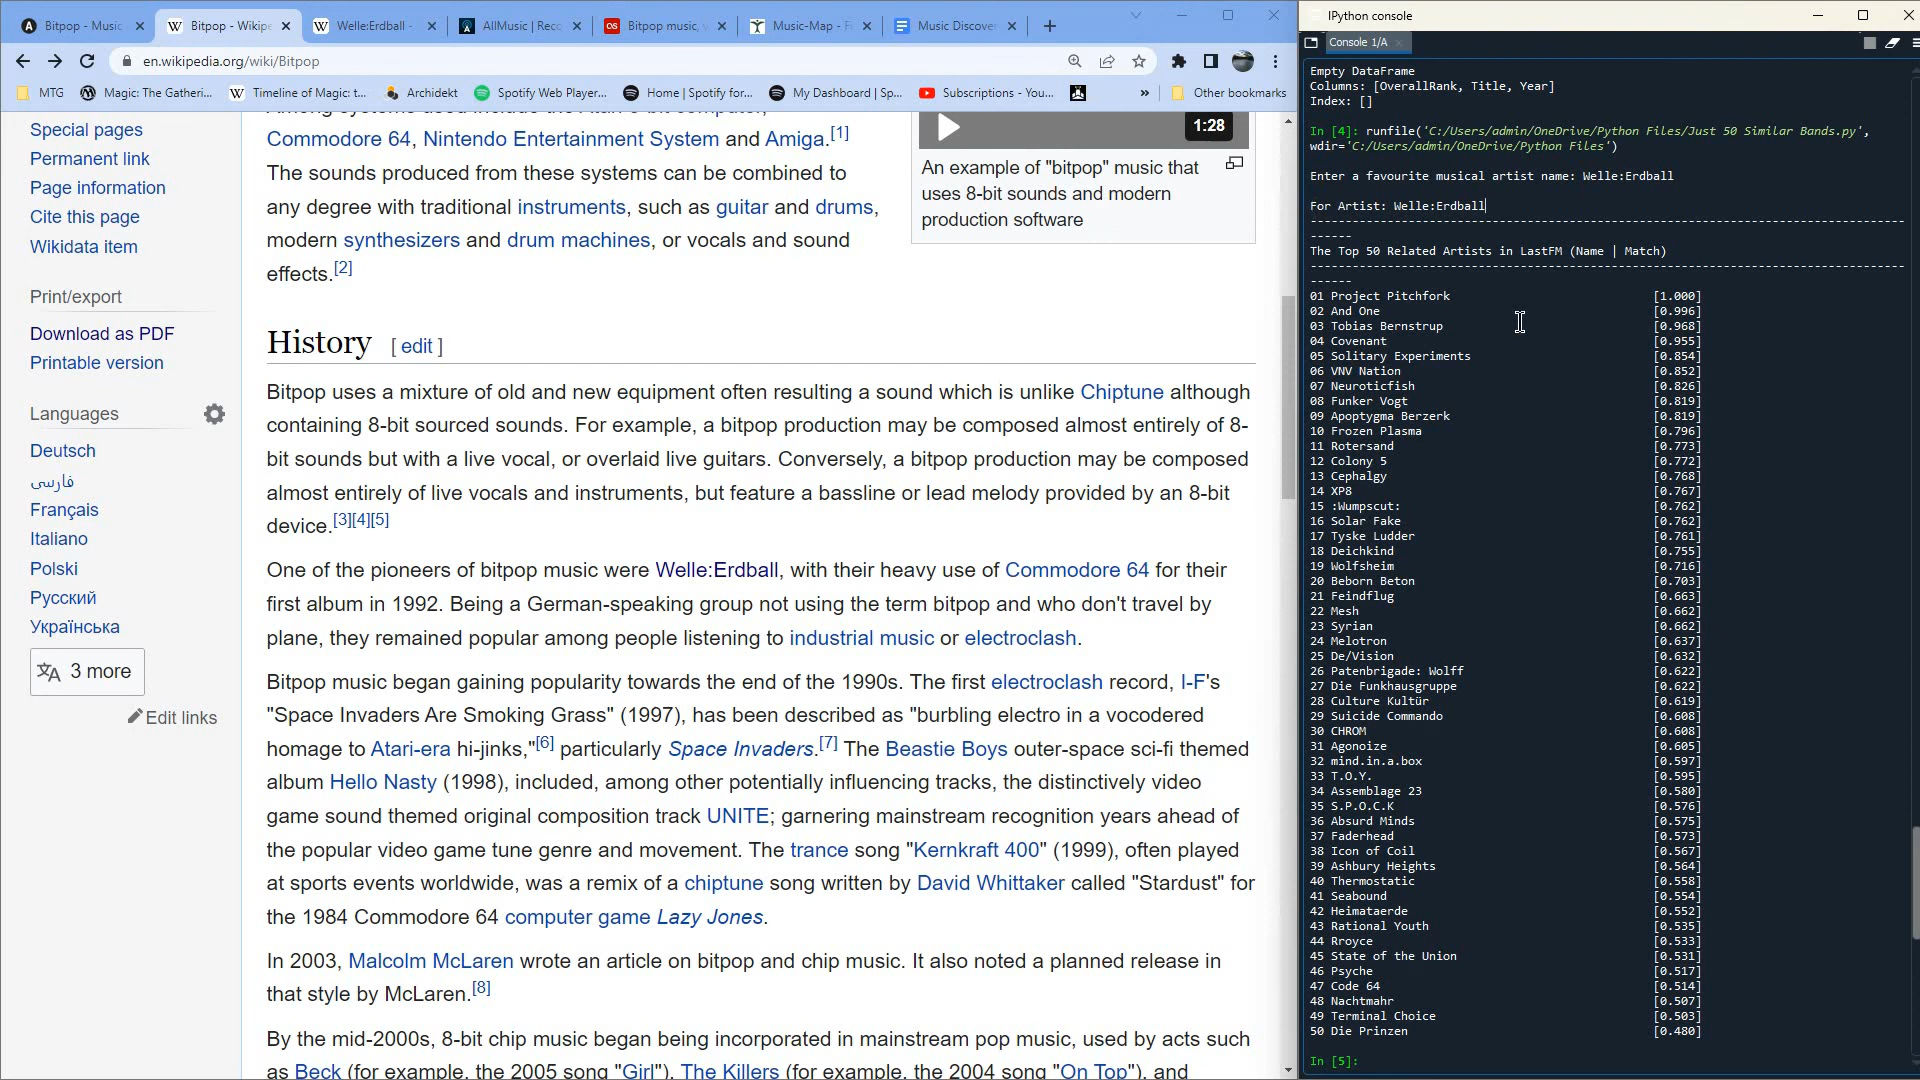 Bitpop - Music
Bitpop - Wikipe
Welle:Erdball -
AllMusic | Reco
Bitpop music,
Music-Map - F
Music Discover
en.wikipedia.org/wiki/Bitpop
MTG
Magic: The Gatheri...
Timeline of Magic: t...
Archidekt
Spotify Web Player...
Home | Spotify for...
My Dashboard | Sp...
Subscriptions - You...
»
Other bookmarks
Special pages
Permanent link
Page information
Cite this page
Wikidata item
Print/export
Download as PDF
Printable version
Languages
Deutsch
فارسی
Français
Italiano
Polski
Русский
Українська
3 more
Edit links
Commodore 64, Nintendo Entertainment System and Amiga.[1]
The sounds produced from these systems can be combined to
any degree with traditional instruments, such as guitar and drums,
modern synthesizers and drum machines, or vocals and sound
effects.[2]
1:28
An example of "bitpop" music that
uses 8-bit sounds and modern
production software
History [ edit ]
Bitpop uses a mixture of old and new equipment often resulting a sound which is unlike Chiptune although
containing 8-bit sourced sounds. For example, a bitpop production may be composed almost entirely of 8-
bit sounds but with a live vocal, or overlaid live guitars. Conversely, a bitpop production may be composed
almost entirely of live vocals and instruments, but feature a bassline or lead melody provided by an 8-bit
device.[3][4][5]
One of the pioneers of bitpop music were Welle:Erdball, with their heavy use of Commodore 64 for their
first album in 1992. Being a German-speaking group not using the term bitpop and who don't travel by
plane, they remained popular among people listening to industrial music or electroclash.
Bitpop music began gaining popularity towards the end of the 1990s. The first electroclash record, I-F's
"Space Invaders Are Smoking Grass" (1997), has been described as "burbling electro in a vocodered
homage to Atari-era hi-jinks,"[6] particularly Space Invaders.[7] The Beastie Boys outer-space sci-fi themed
album Hello Nasty (1998), included, among other potentially influencing tracks, the distinctively video
game sound themed original composition track UNITE; garnering mainstream recognition years ahead of
the popular video game tune genre and movement. The trance song "Kernkraft 400" (1999), often played
at sports events worldwide, was a remix of a chiptune song written by David Whittaker called "Stardust" for
the 1984 Commodore 64 computer game Lazy Jones.
In 2003, Malcolm McLaren wrote an article on bitpop and chip music. It also noted a planned release in
that style by McLaren.[8]
By the mid-2000s, 8-bit chip music began being incorporated in mainstream pop music, used by acts such
as Beck (for example, the 2005 song "Girl"), The Killers (for example, the 2004 song "On Top"), and
IPython console
Console 1/A
Empty DataFrame
Columns: [OverallRank, Title, Year]
Index: []
In [4]: runfile('C:/Users/admin/OneDrive/Python Files/Just 50 Similar Bands.py',
wdir='C:/Users/admin/OneDrive/Python Files')
Enter a favourite musical artist name: Welle:Erdball
For Artist: Welle:Erdball
-------------------------------------------------------------------------------------
------
The Top 50 Related Artists in LastFM (Name | Match)
-------------------------------------------------------------------------------------
------
01 Project Pitchfork [1.000]
02 And One [0.996]
03 Tobias Bernstrup [0.968]
04 Covenant [0.955]
05 Solitary Experiments [0.854]
06 VNV Nation [0.852]
07 Neuroticfish [0.826]
08 Funker Vogt [0.819]
09 Apoptygma Berzerk [0.819]
10 Frozen Plasma [0.796]
11 Rotersand [0.773]
12 Colony 5 [0.772]
13 Cephalgy [0.768]
14 XP8 [0.767]
15 :Wumpscut: [0.762]
16 Solar Fake [0.762]
17 Tyske Ludder [0.761]
18 Deichkind [0.755]
19 Wolfsheim [0.716]
20 Beborn Beton [0.703]
21 Feindflug [0.663]
22 Mesh [0.662]
23 Syrian [0.662]
24 Melotron [0.637]
25 De/Vision [0.632]
26 Patenbrigade: Wolff [0.622]
27 Die Funkhausgruppe [0.622]
28 Culture Kultür [0.619]
29 Suicide Commando [0.608]
30 CHROM [0.608]
31 Agonoize [0.605]
32 mind.in.a.box [0.597]
33 T.O.Y. [0.595]
34 Assemblage 23 [0.580]
35 S.P.O.C.K [0.576]
36 Absurd Minds [0.575]
37 Faderhead [0.573]
38 Icon of Coil [0.567]
39 Ashbury Heights [0.564]
40 Thermostatic [0.558]
41 Seabound [0.554]
42 Heimataerde [0.552]
43 Rational Youth [0.535]
44 Rroyce [0.533]
45 State of the Union [0.531]
46 Psyche [0.517]
47 Code 64 [0.514]
48 Nachtmahr [0.507]
49 Terminal Choice [0.503]
50 Die Prinzen [0.480]
In [5]: